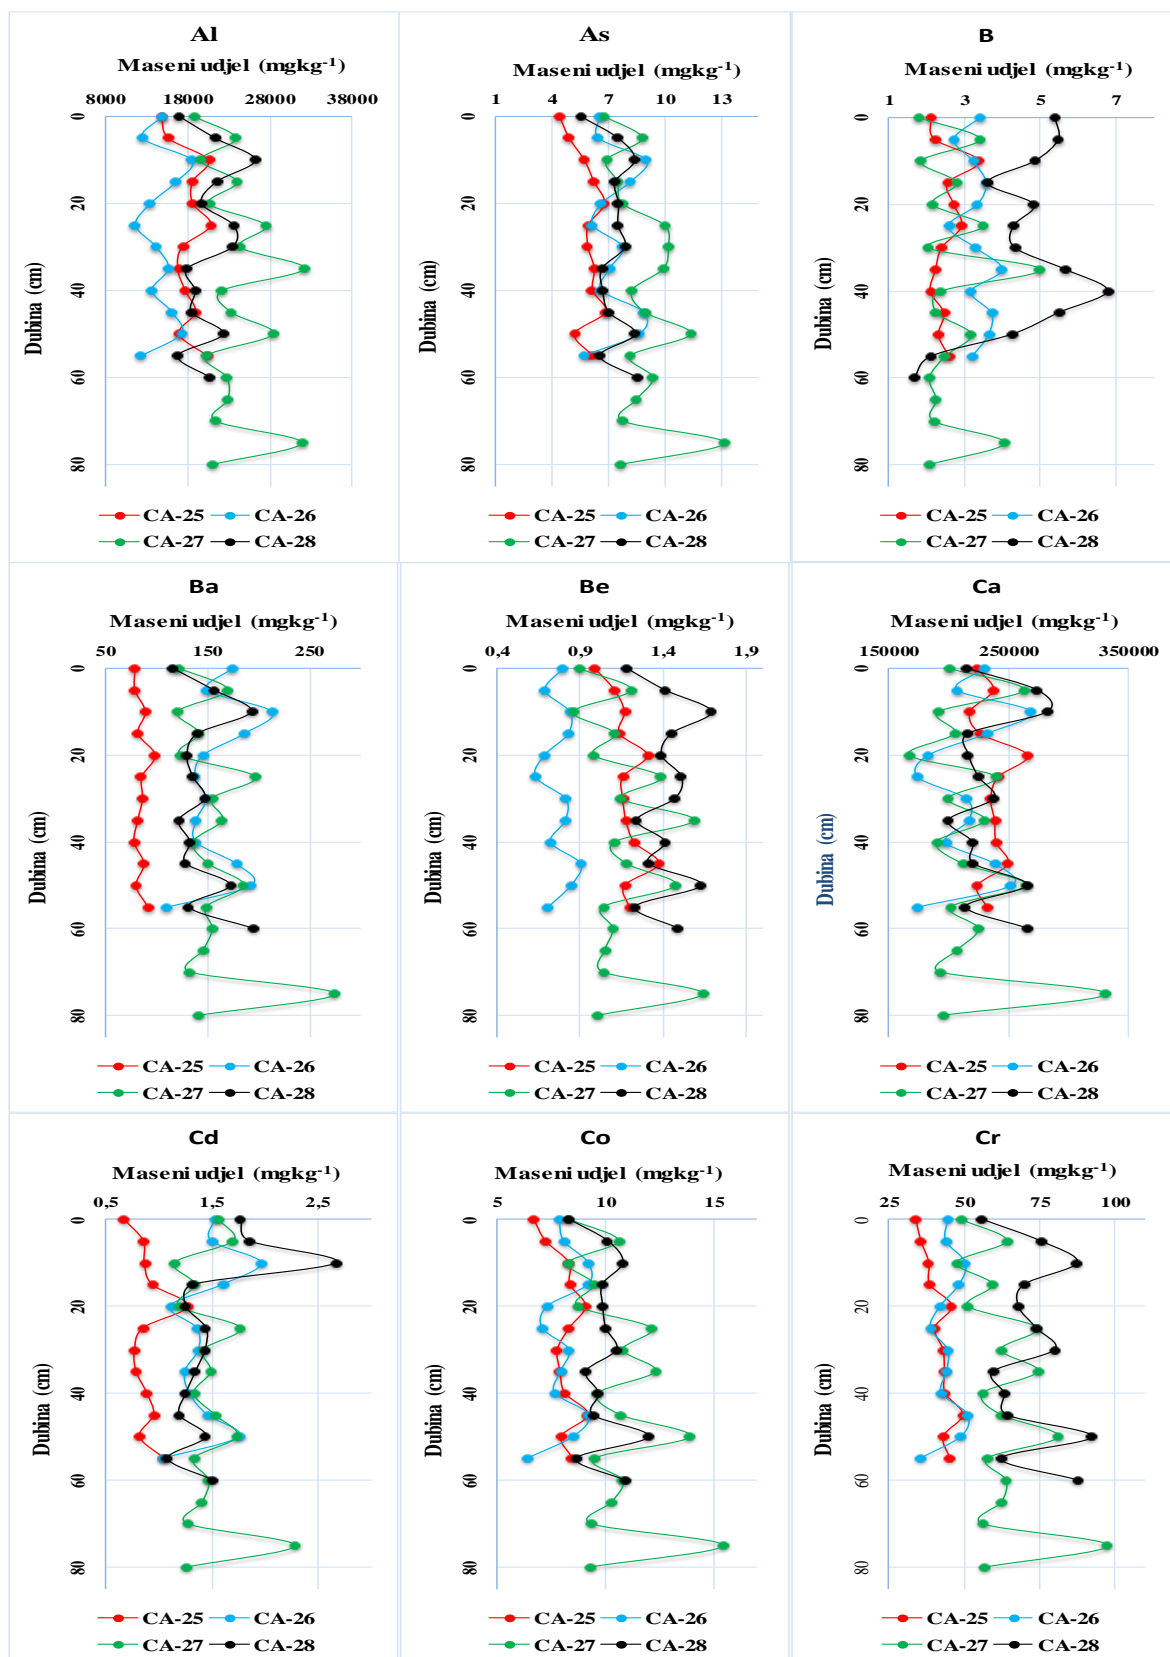 Al
Maseni udjel (mgkg-1)
8000 18000 28000 38000
0
20
40
60
80
Dubina (cm)
CA-25 CA-26
CA-27 CA-28
As
Maseni udjel (mgkg-1)
1 4 7 10 13
0
20
40
60
80
Dubina (cm)
CA-25 CA-26
CA-27 CA-28
B
Maseni udjel (mgkg-1)
1 3 5 7
0
20
40
60
80
Dubina (cm)
CA-25 CA-26
CA-27 CA-28
Ba
Maseni udjel (mgkg-1)
50 150 250
0
20
40
60
80
Dubina (cm)
CA-25 CA-26
CA-27 CA-28
Be
Maseni udjel (mgkg-1)
0,4 0,9 1,4 1,9
0
20
40
60
80
Dubina (cm)
CA-25 CA-26
CA-27 CA-28
Ca
Maseni udjel (mgkg-1)
150000 250000 350000
0
20
40
60
80
Dubina (cm)
CA-25 CA-26
CA-27 CA-28
Cd
Maseni udjel (mgkg-1)
0,5 1,5 2,5
0
20
40
60
80
Dubina (cm)
CA-25 CA-26
CA-27 CA-28
Co
Maseni udjel (mgkg-1)
5 10 15
0
20
40
60
80
Dubina (cm)
CA-25 CA-26
CA-27 CA-28
Cr
Maseni udjel (mgkg-1)
25 50 75 100
0
20
40
60
80
Dubina (cm)
CA-25 CA-26
CA-27 CA-28